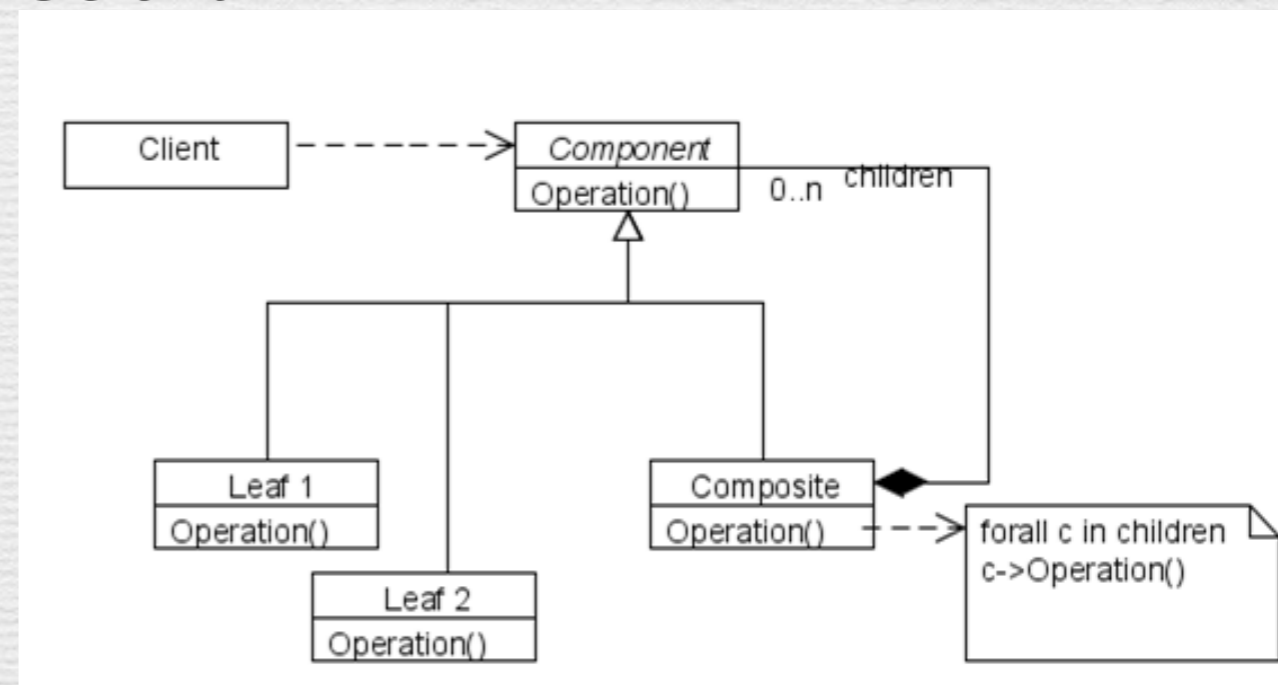 Client
Component
Operation()
0..n
children
Leaf 1
Operation()
Composite
Operation()
forall c in children
c->Operation()
Leaf 2
Operation()